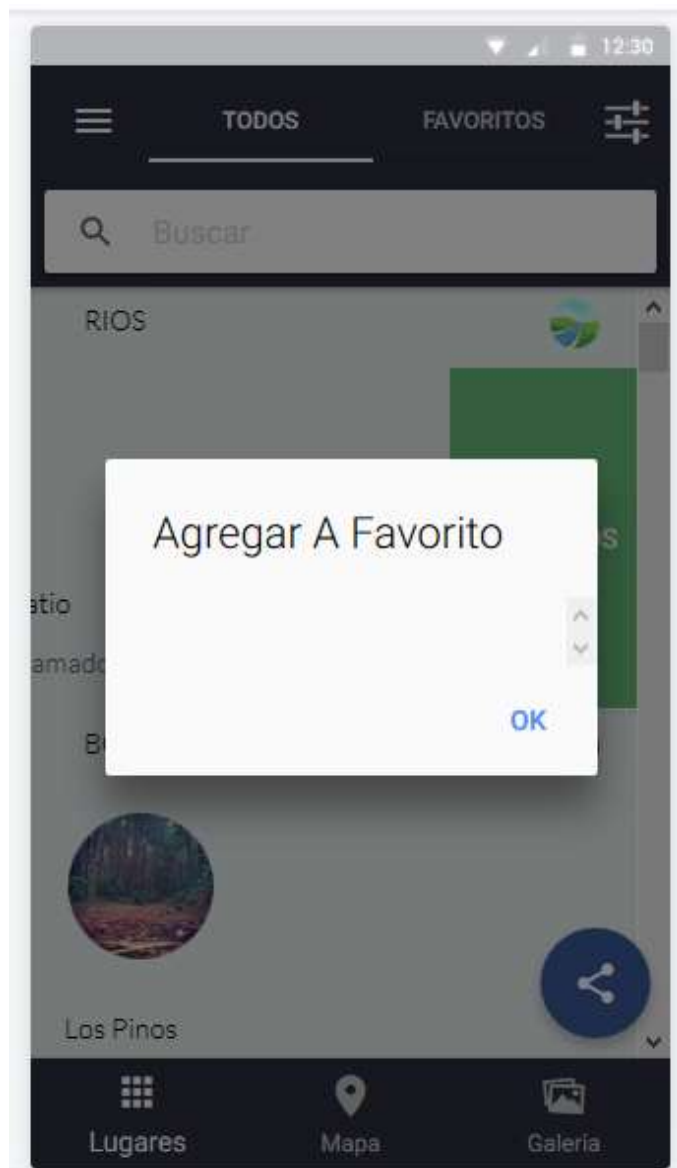 12:30
TODOS FAVORITOS
Buscar
RIOS
Agregar A Favorito
OK
Los Pinos
Lugares Mapa Galeria